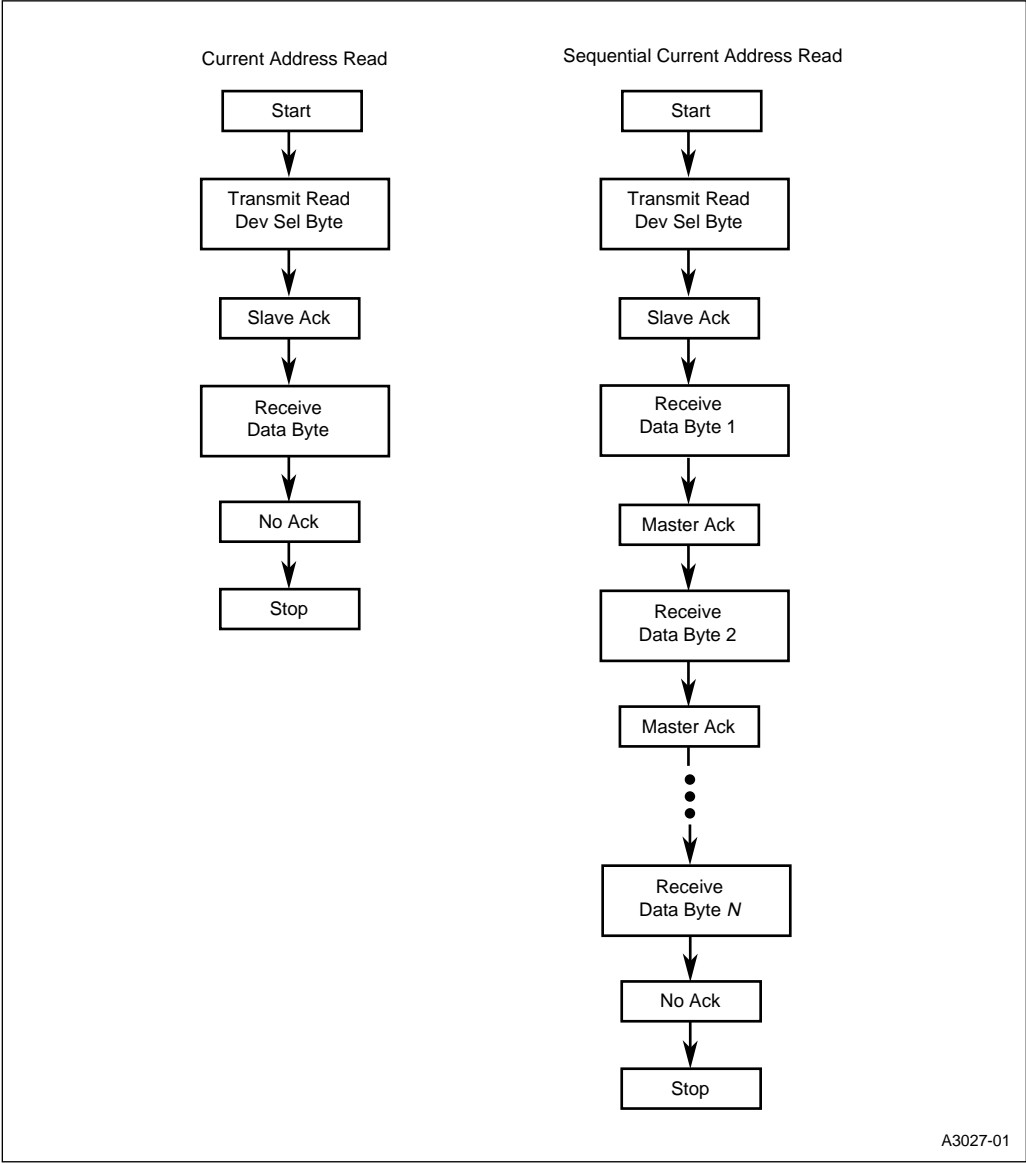 Current Address Read
Start
Transmit Read
Dev Sel Byte
Slave Ack
Receive
Data Byte
No Ack
Stop
Sequential Current Address Read
Start
Transmit Read
Dev Sel Byte
Slave Ack
Receive
Data Byte 1
Master Ack
Receive
Data Byte 2
Master Ack
Receive
Data Byte N
No Ack
Stop
A3027-01